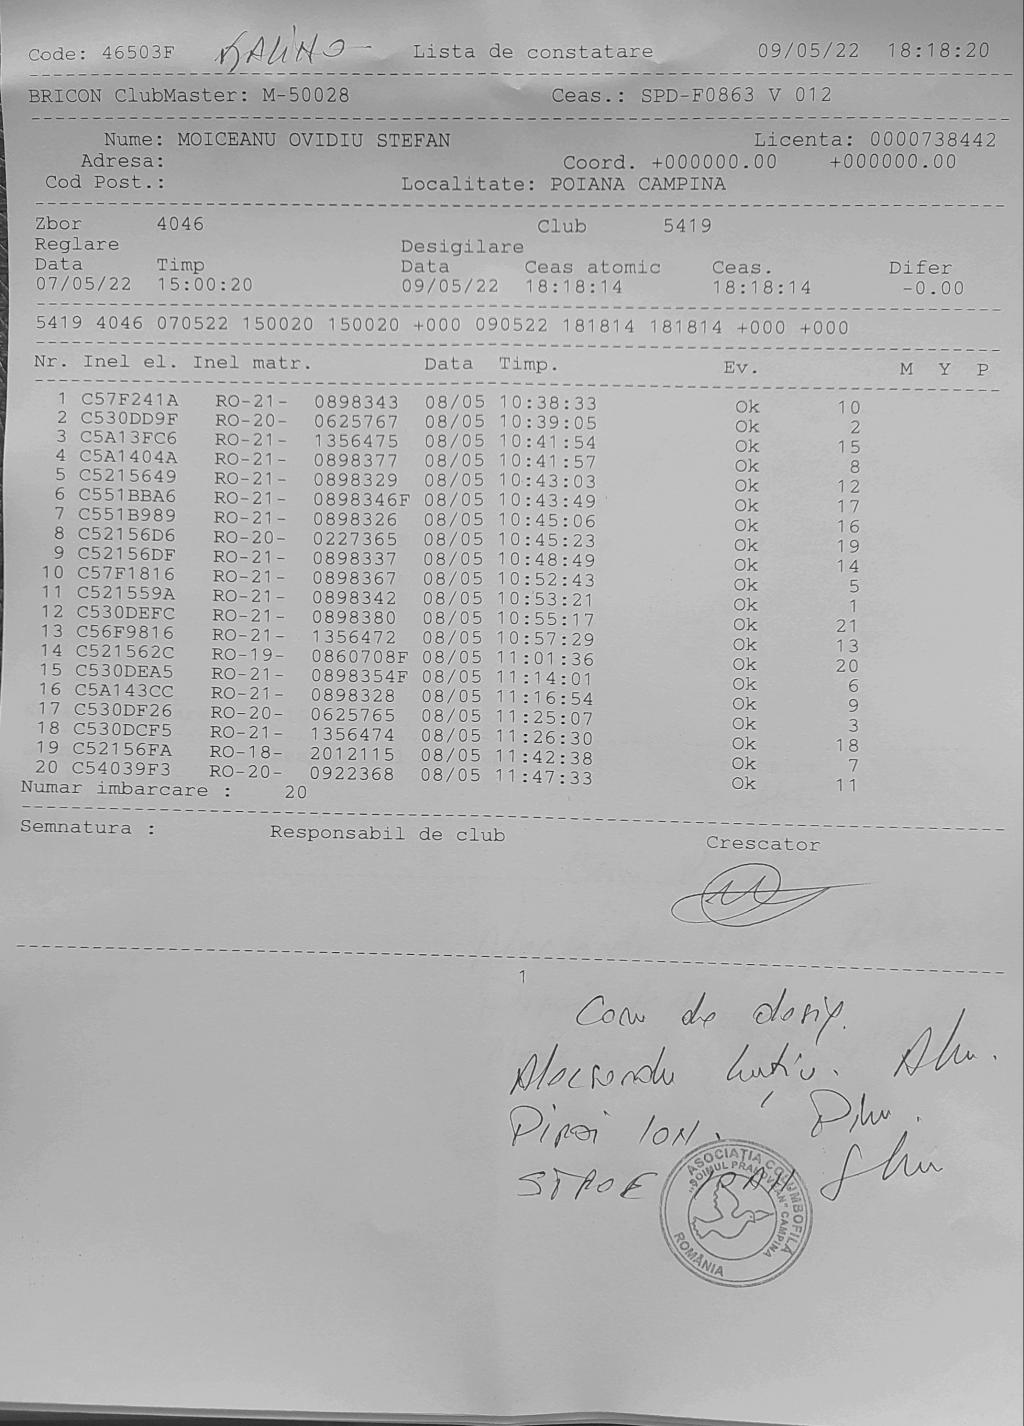 Code: 46503F Lista de constatare 09/05/22 18:18:20
BRICON ClubMaster: M-50028 Ceas.: SPD-F0863 V 012
Nume: MOICEANU OVIDIU STEFAN Licenta: 0000738442
Adresa: Coord. +000000.00 +000000.00
Cod Post.: Localitate: POIANA CAMPINA
Zbor 4046 Club 5419
Reglare Desigilare
Data Timp Data Ceas atomic Ceas. Difer
07/05/22 15:00:20 09/05/22 18:18:14 18:18:14 -0.00
5419 4046 070522 150020 150020 +000 090522 181814 181814 +000 +000
Nr. Inel el. Inel matr. Data Timp. Ev. M Y P
1 C57F241A RO-21- 0898343 08/05 10:38:33 Ok 10
2 C530DD9F RO-20- 0625767 08/05 10:39:05 Ok 2
3 C5A13FC6 RO-21- 1356475 08/05 10:41:54 Ok 15
4 C5A1404A RO-21- 0898377 08/05 10:41:57 Ok 8
5 C5215649 RO-21- 0898329 08/05 10:43:03 Ok 12
6 C551BBA6 RO-21- 0898346F 08/05 10:43:49 Ok 17
7 C551B989 RO-21- 0898326 08/05 10:45:06 Ok 16
8 C52156D6 RO-20- 0227365 08/05 10:45:23 Ok 19
9 C52156DF RO-21- 0898337 08/05 10:48:49 Ok 14
10 C57F1816 RO-21- 0898367 08/05 10:52:43 Ok 5
11 C521559A RO-21- 0898342 08/05 10:53:21 Ok 1
12 C530DEFC RO-21- 0898380 08/05 10:55:17 Ok 21
13 C56F9816 RO-21- 1356472 08/05 10:57:29 Ok 13
14 C521562C RO-19- 0860708F 08/05 11:01:36 Ok 20
15 C530DEA5 RO-21- 0898354F 08/05 11:14:01 Ok 6
16 C5A143CC RO-21- 0898328 08/05 11:16:54 Ok 9
17 C530DF26 RO-20- 0625765 08/05 11:25:07 Ok 3
18 C530DCF5 RO-21- 1356474 08/05 11:26:30 Ok 18
19 C52156FA RO-18- 2012115 08/05 11:42:38 Ok 7
20 C54039F3 RO-20- 0922368 08/05 11:47:33 Ok 11
Numar imbarcare : 20
Semnatura : Responsabil de club Crescator
1
Com de desig.
ION.
STROE
ASOCIAȚIA COLUMBOFILĂ
"ȘOIMUL PRAHOVEAN" CAMPINA
ROMÂNIA